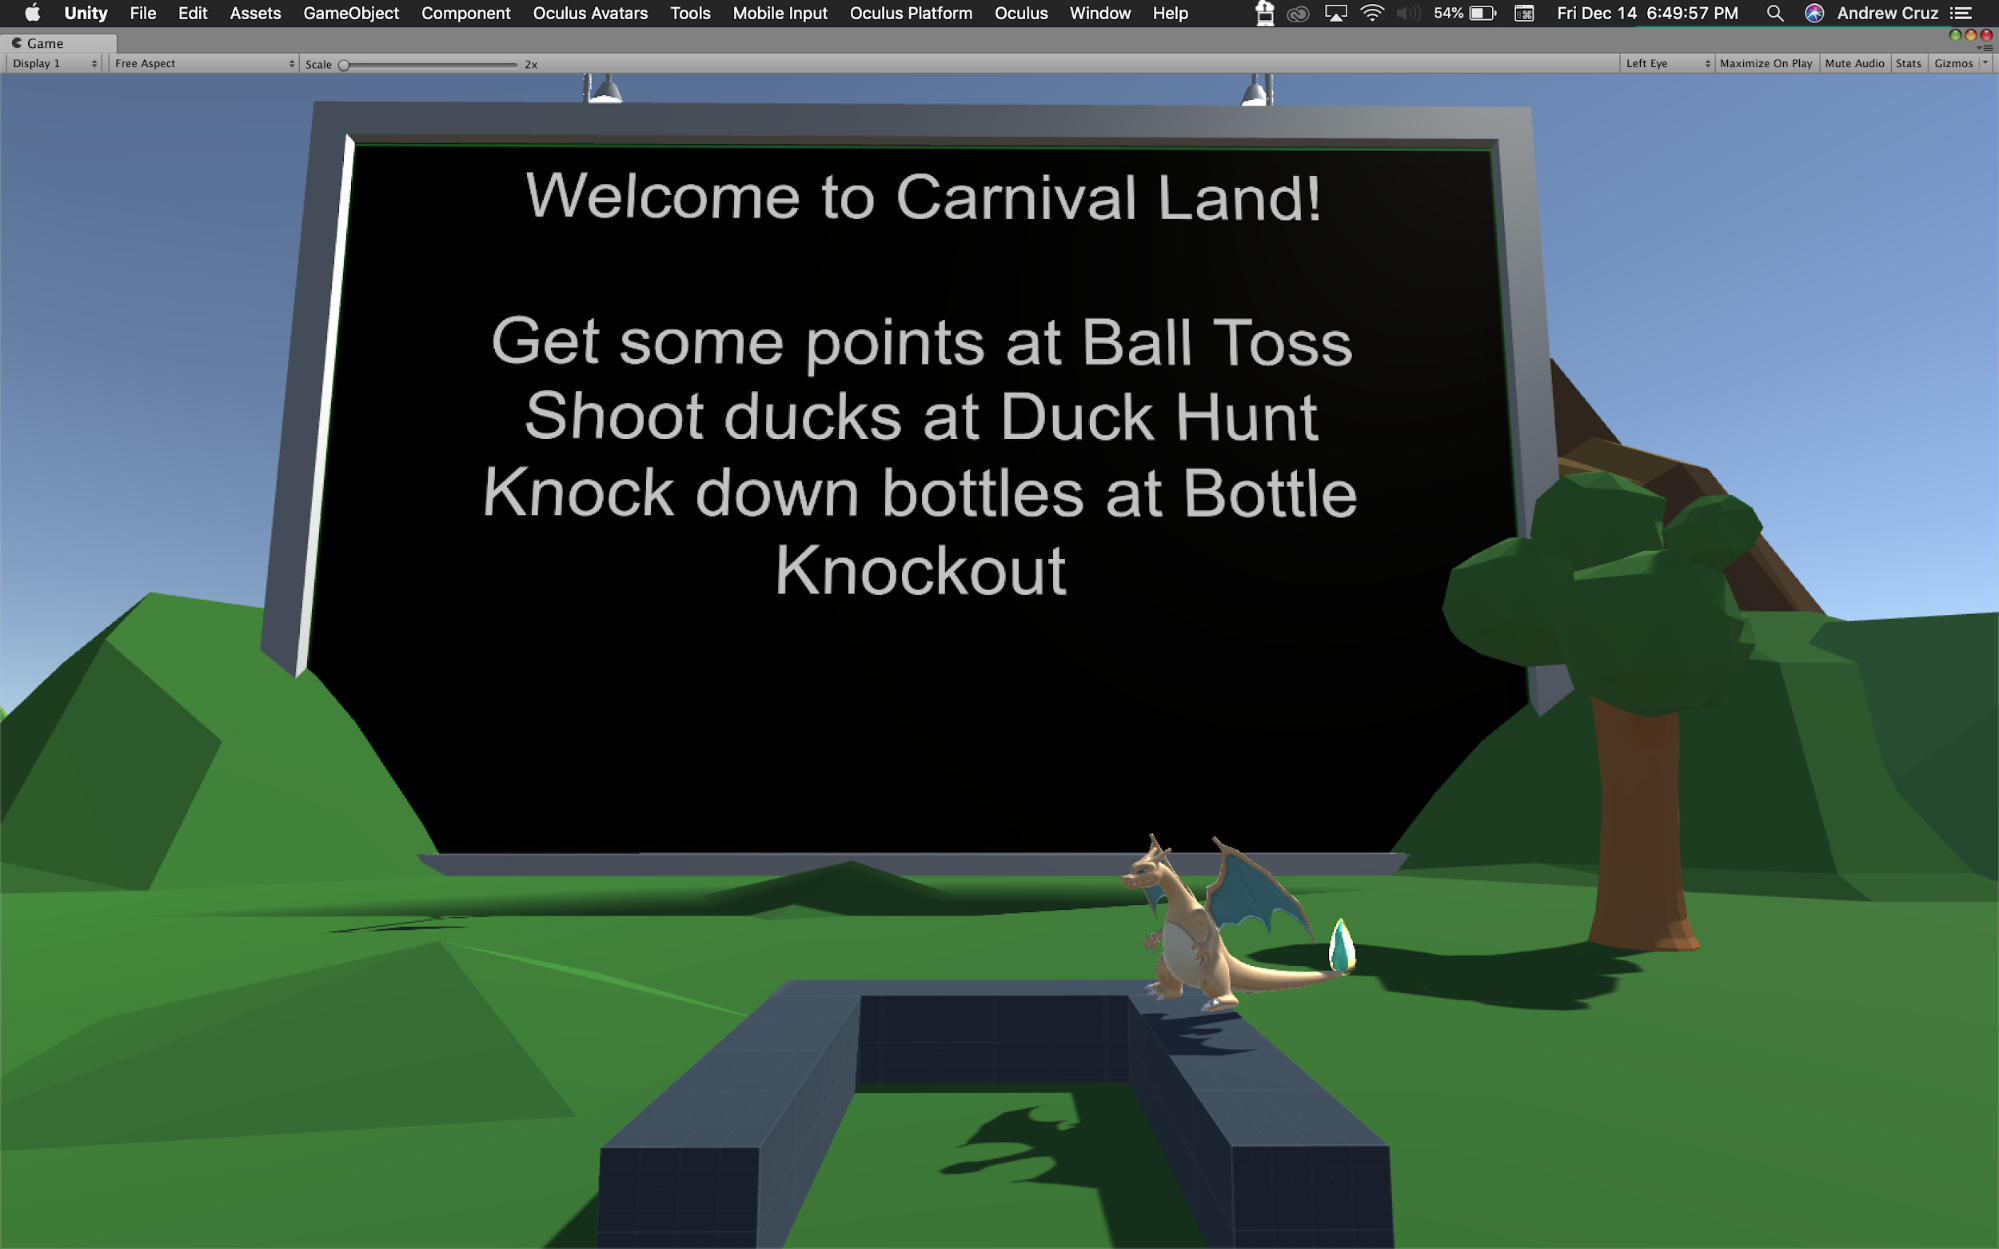 Unity File Edit Assets GameObject Component Oculus Avatars Tools Mobile Input Oculus Platform Oculus Window Help 54% Fri Dec 14 6:49:57 PM Andrew Cruz
Game
Display 1 Free Aspect Scale 2x Left Eye Maximize On Play Mute Audio Stats Gizmos
Welcome to Carnival Land!
Get some points at Ball Toss
Shoot ducks at Duck Hunt
Knock down bottles at Bottle
Knockout